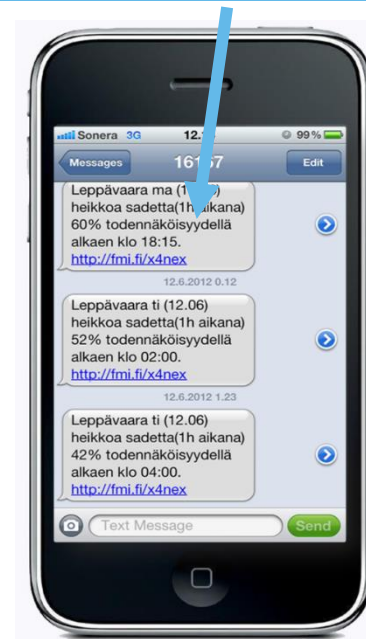 Sonera 3G 99 %
Messages Edit
Leppävaara ma
heikkoa sadetta(1h aikana)
60% todennäköisyydellä
alkaen klo 18:15.
http://fmi.fi/x4nex
12.6.2012 0.12
Leppävaara ti (12.06)
heikkoa sadetta(1h aikana)
52% todennäköisyydellä
alkaen klo 02:00.
http://fmi.fi/x4nex
12.6.2012 1.23
Leppävaara ti (12.06)
heikkoa sadetta(1h aikana)
42% todennäköisyydellä
alkaen klo 04:00.
http://fmi.fi/x4nex
Text Message Send